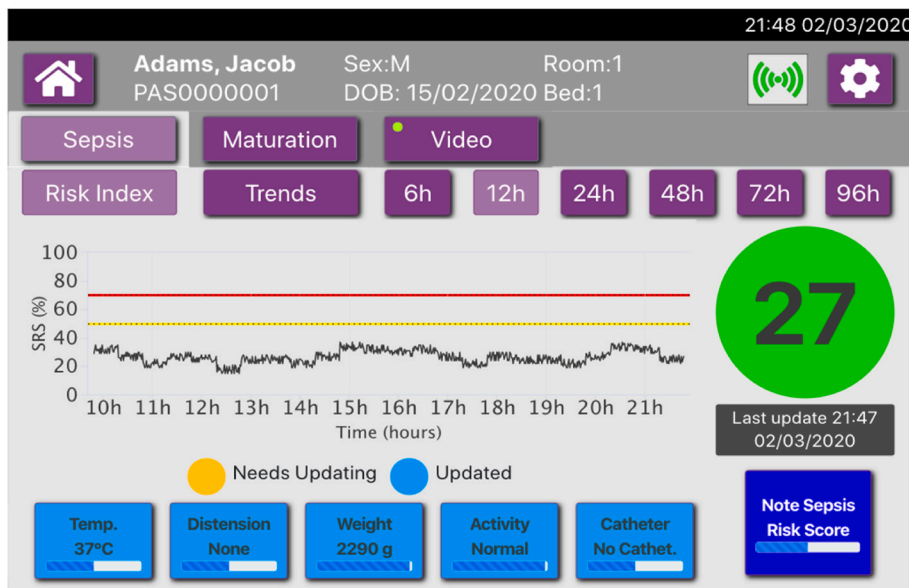 21:48 02/03/2020
Adams, Jacob Sex:M Room:1
PAS0000001 DOB: 15/02/2020 Bed:1
Sepsis Maturation Video
Risk Index Trends 6h 12h 24h 48h 72h 96h
100
80
60
40
20
0
SRS (%)
10h 11h 12h 13h 14h 15h 16h 17h 18h 19h 20h 21h
Time (hours)
27
Last update 21:47
02/03/2020
Needs Updating Updated
Temp. Distension Weight Activity Catheter
37°C None 2290 g Normal No Cathet.
Note Sepsis
Risk Score